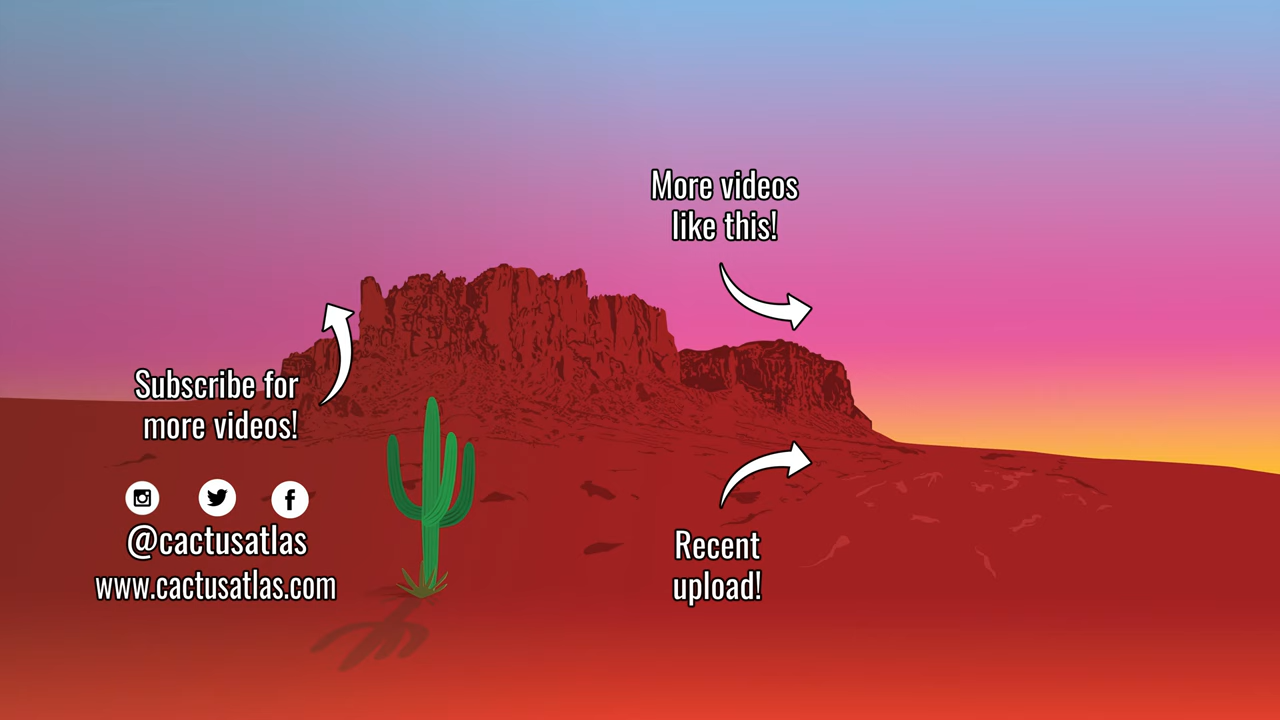 More videos
like this!
Subscribe for
more videos!
@cactusatlas
www.cactusatlas.com
Recent
upload!